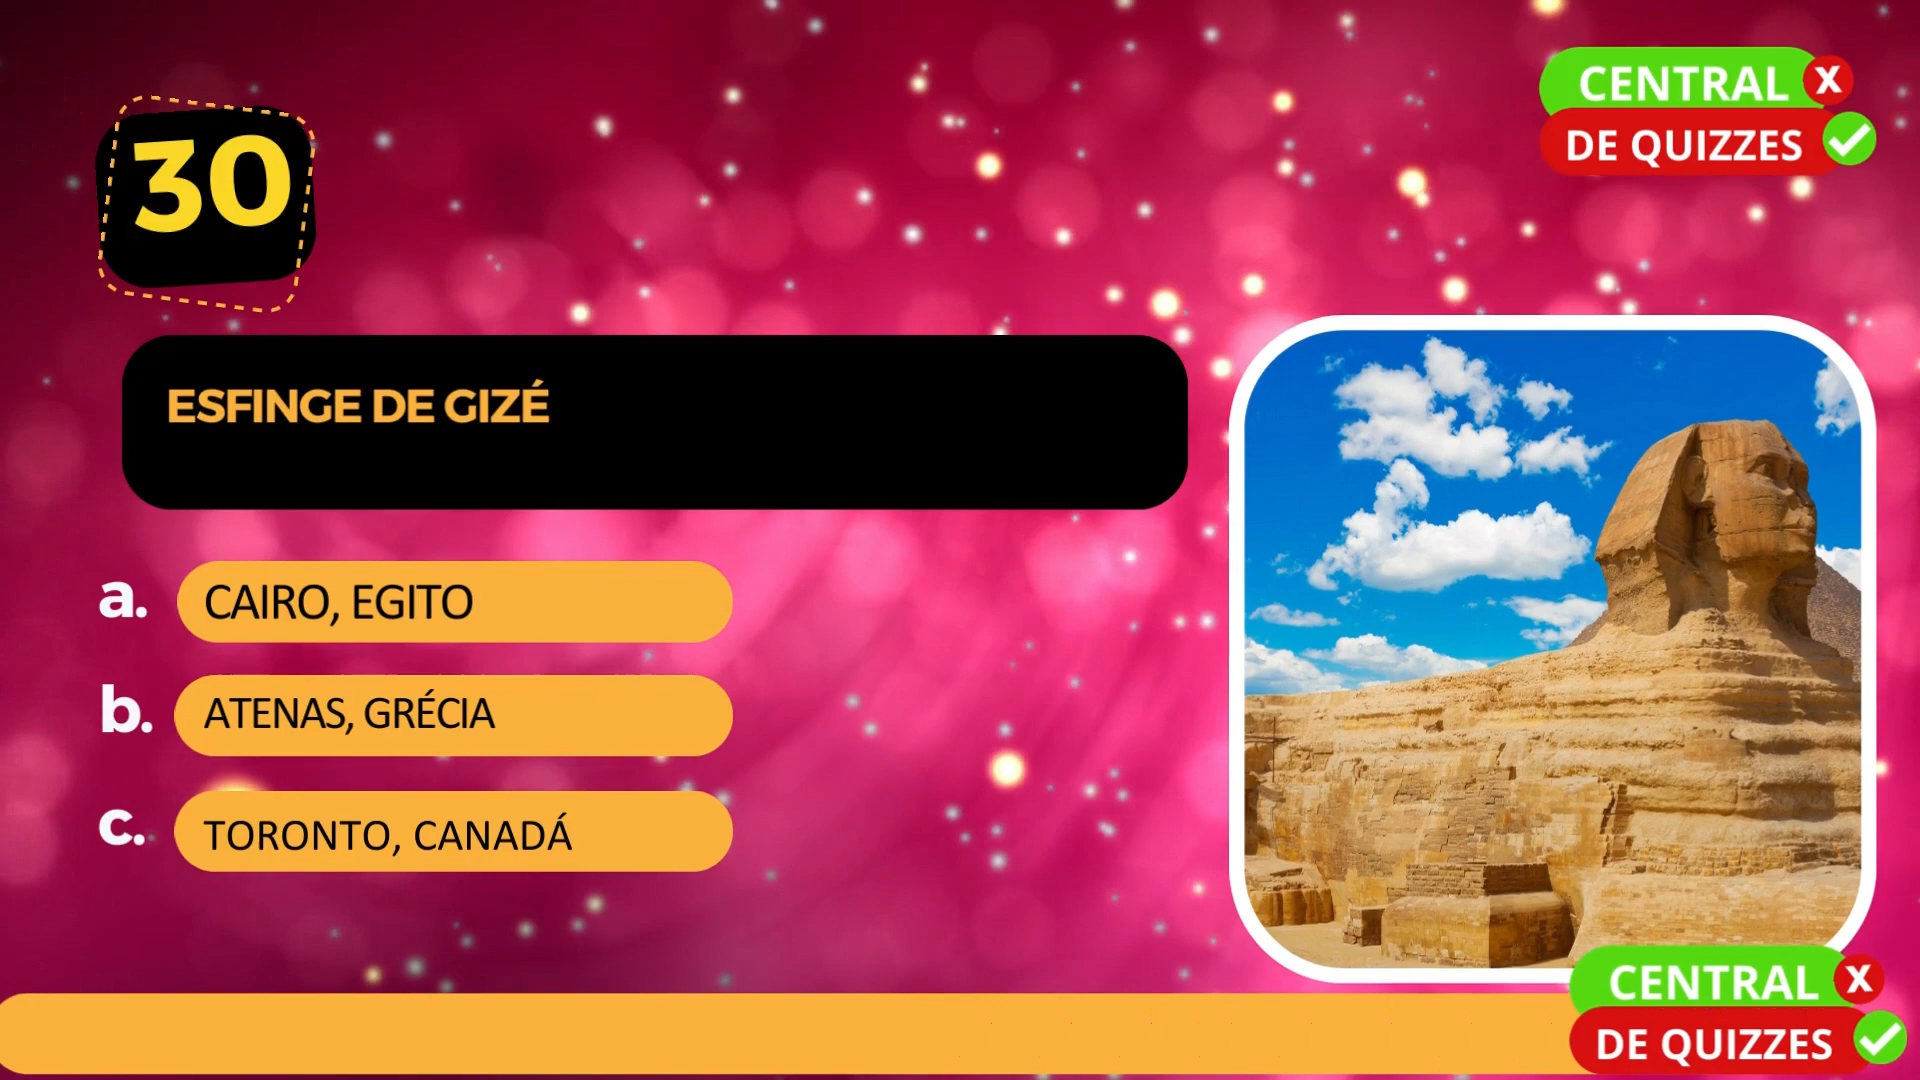 CENTRAL X
DE QUIZZES
30
ESFINGE DE GIZÉ
a. CAIRO, EGITO
b. ATENAS, GRÉCIA
c. TORONTO, CANADÁ
CENTRAL X
DE QUIZZES